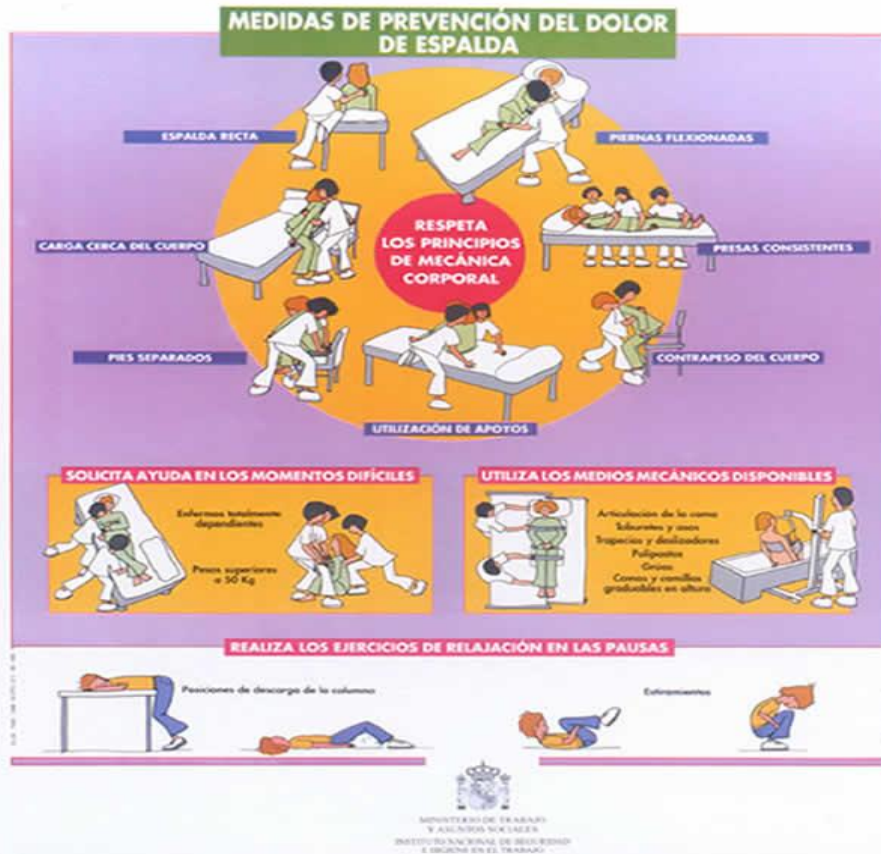 MEDIDAS DE PREVENCIÓN DEL DOLOR
DE ESPALDA
ESPALDA RECTA
PIERNAS FLEXIONADAS
CARGA CERCA DEL CUERPO
RESPETA
LOS PRINCIPIOS
DE MECÁNICA
CORPORAL
PRESAS CONSISTENTES
PIES SEPARADOS
CONTRAPESO DEL CUERPO
UTILIZACIÓN DE APOYOS
SOLICITA AYUDA EN LOS MOMENTOS DIFÍCILES
Enfermos totalmente
dependientes
Pesos superiores
a 50 Kg
UTILIZA LOS MEDIOS MECÁNICOS DISPONIBLES
Articulación de la cama
Taburetes y asas
Trapecios y deslizadores
Polipastos
Grúas
Camas y camillas
graduables en altura
REALIZA LOS EJERCICIOS DE RELAJACIÓN EN LAS PAUSAS
Posiciones de descarga de la columna
Estiramientos
MINISTERIO DE TRABAJO
Y ASUNTOS SOCIALES
INSTITUTO NACIONAL DE SEGURIDAD
E HIGIENE EN EL TRABAJO